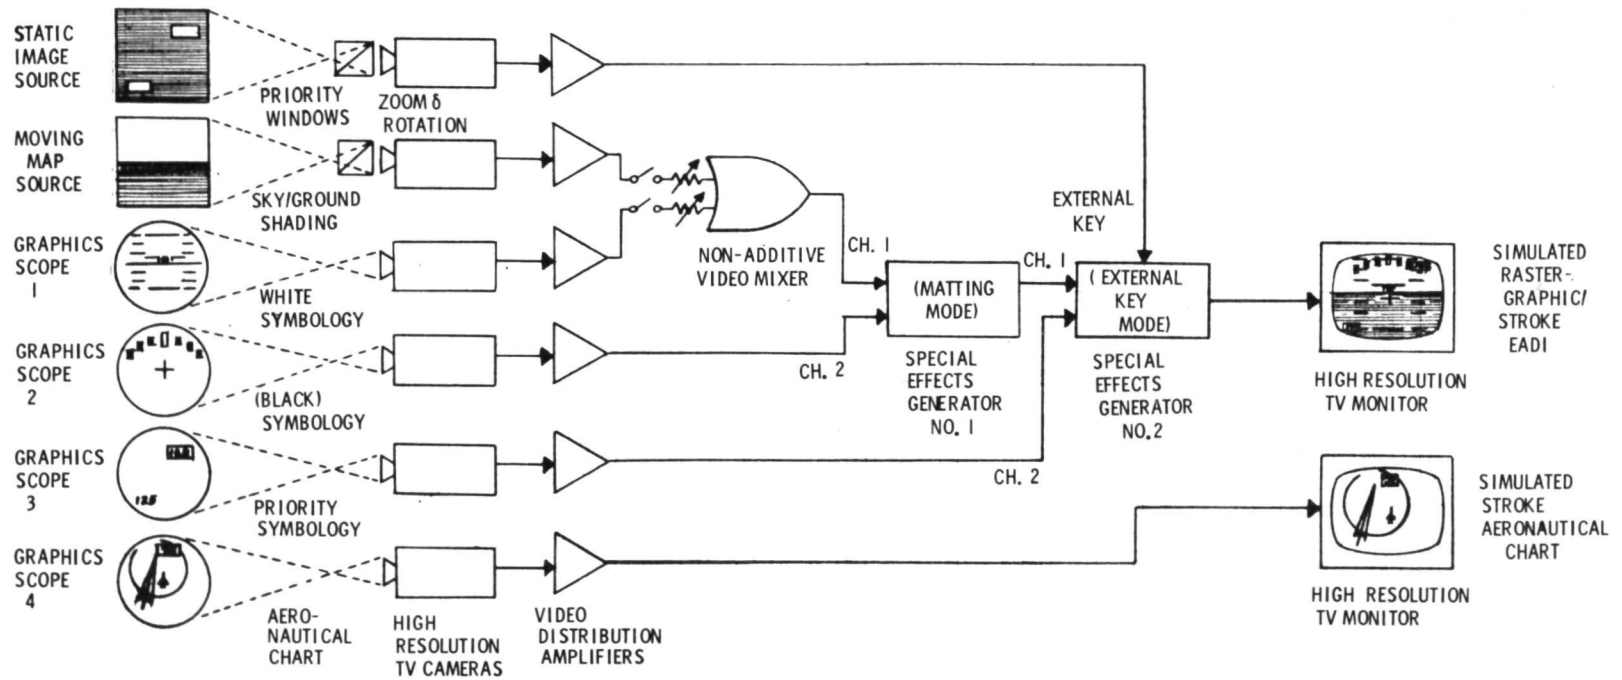 STATIC
IMAGE
SOURCE
PRIORITY
WINDOWS
ZOOM δ
ROTATION
MOVING
MAP
SOURCE
SKY/GROUND
SHADING
GRAPHICS
SCOPE
1
WHITE
SYMBOLOGY
GRAPHICS
SCOPE
2
(BLACK)
SYMBOLOGY
GRAPHICS
SCOPE
3
125
PRIORITY
SYMBOLOGY
GRAPHICS
SCOPE
4
AERO-
NAUTICAL
CHART
HIGH
RESOLUTION
TV CAMERAS
VIDEO
DISTRIBUTION
AMPLIFIERS
NON-ADDITIVE
VIDEO MIXER
CH. 1
CH. 2
(MATTING
MODE)
SPECIAL
EFFECTS
GENERATOR
NO. 1
EXTERNAL
KEY
CH. 1
CH. 2
(EXTERNAL
KEY
MODE)
SPECIAL
EFFECTS
GENERATOR
NO. 2
HIGH RESOLUTION
TV MONITOR
SIMULATED
RASTER-
GRAPHIC/
STROKE
EADI
HIGH RESOLUTION
TV MONITOR
SIMULATED
STROKE
AERONAUTICAL
CHART